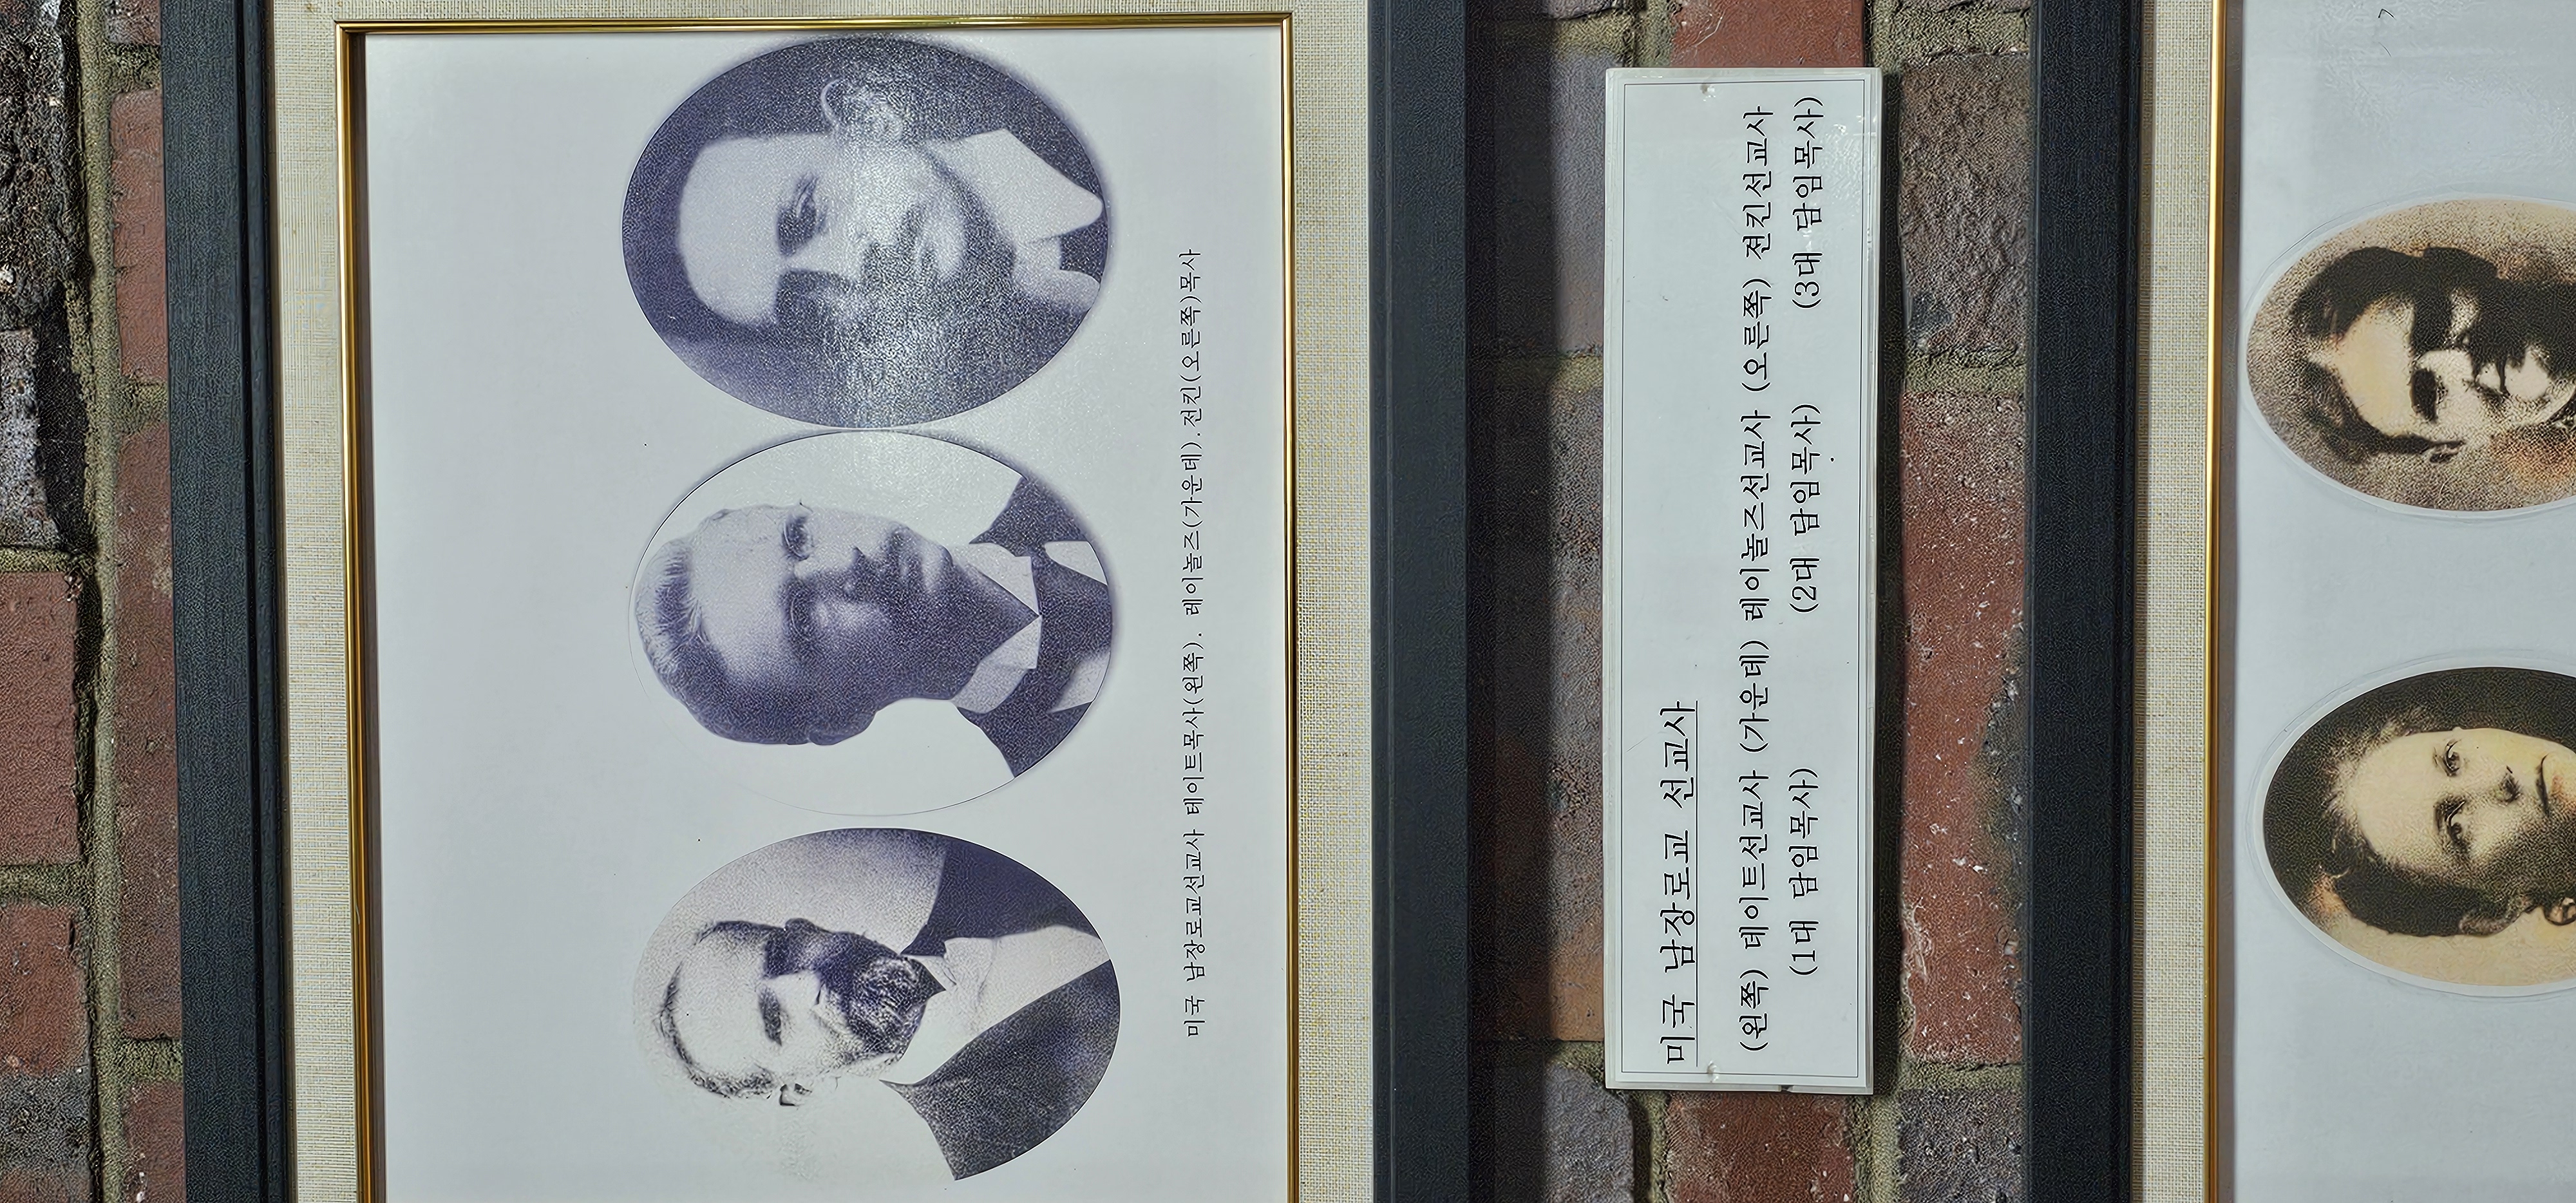 미국 남장로교선교사 테이트목사(왼쪽). 레이놀즈(가운데).전킨(오른쪽)목사
미국 남장로교 선교사
(왼쪽) 테이트선교사 (가운데) 레이놀즈선교사 (오른쪽) 전킨선교사
(1대 담임목사) (2대 담임목사) (3대 담임목사)